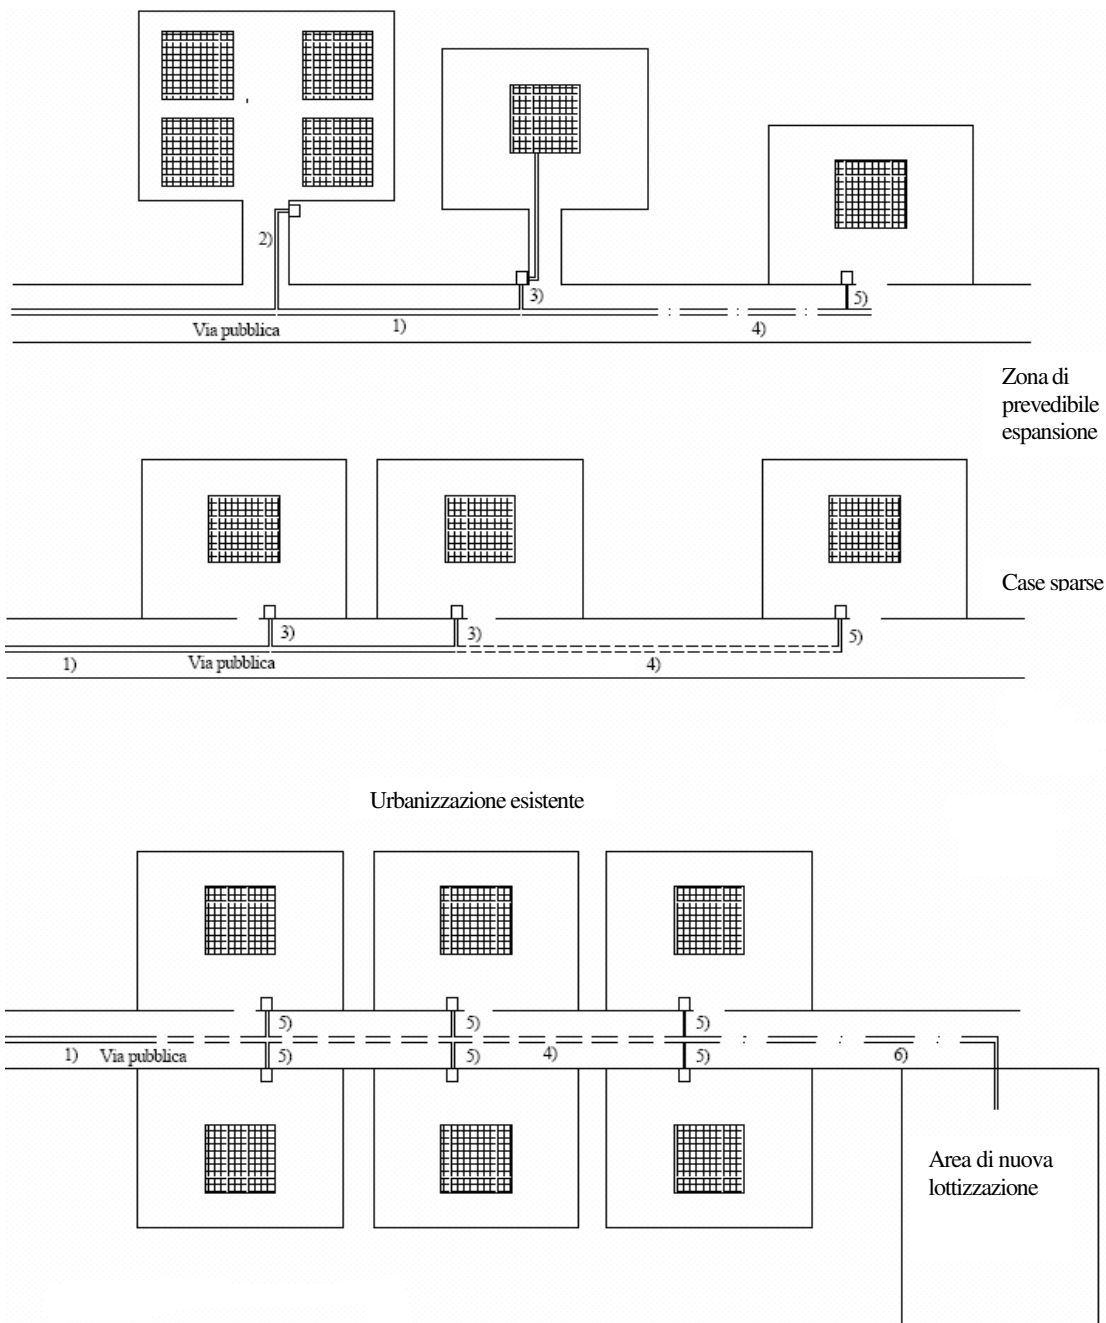 2)
3)
5)
Via pubblica
1)
4)
Zona di
prevedibile
espansione
Case sparse
3)
3)
5)
1)
Via pubblica
4)
Urbanizzazione esistente
5)
5)
5)
1)
Via pubblica
5)
5)
4)
5)
6)
Area di nuova
lottizzazione